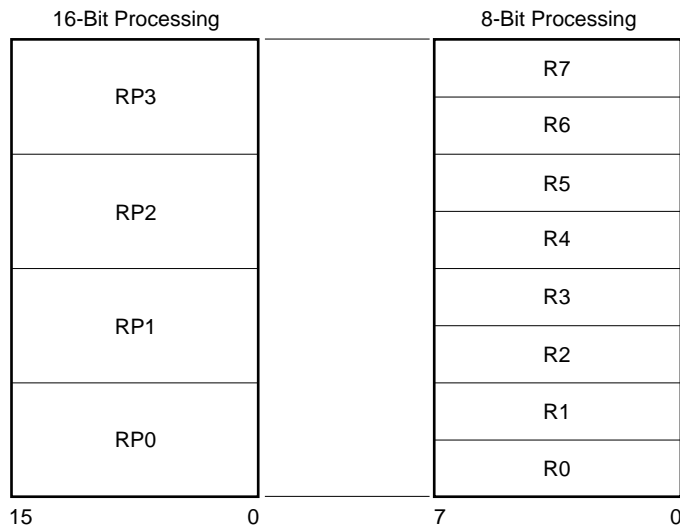 16-Bit Processing
8-Bit Processing
RP3
RP2
RP1
RP0
15 0
R7
R6
R5
R4
R3
R2
R1
R0
7 0